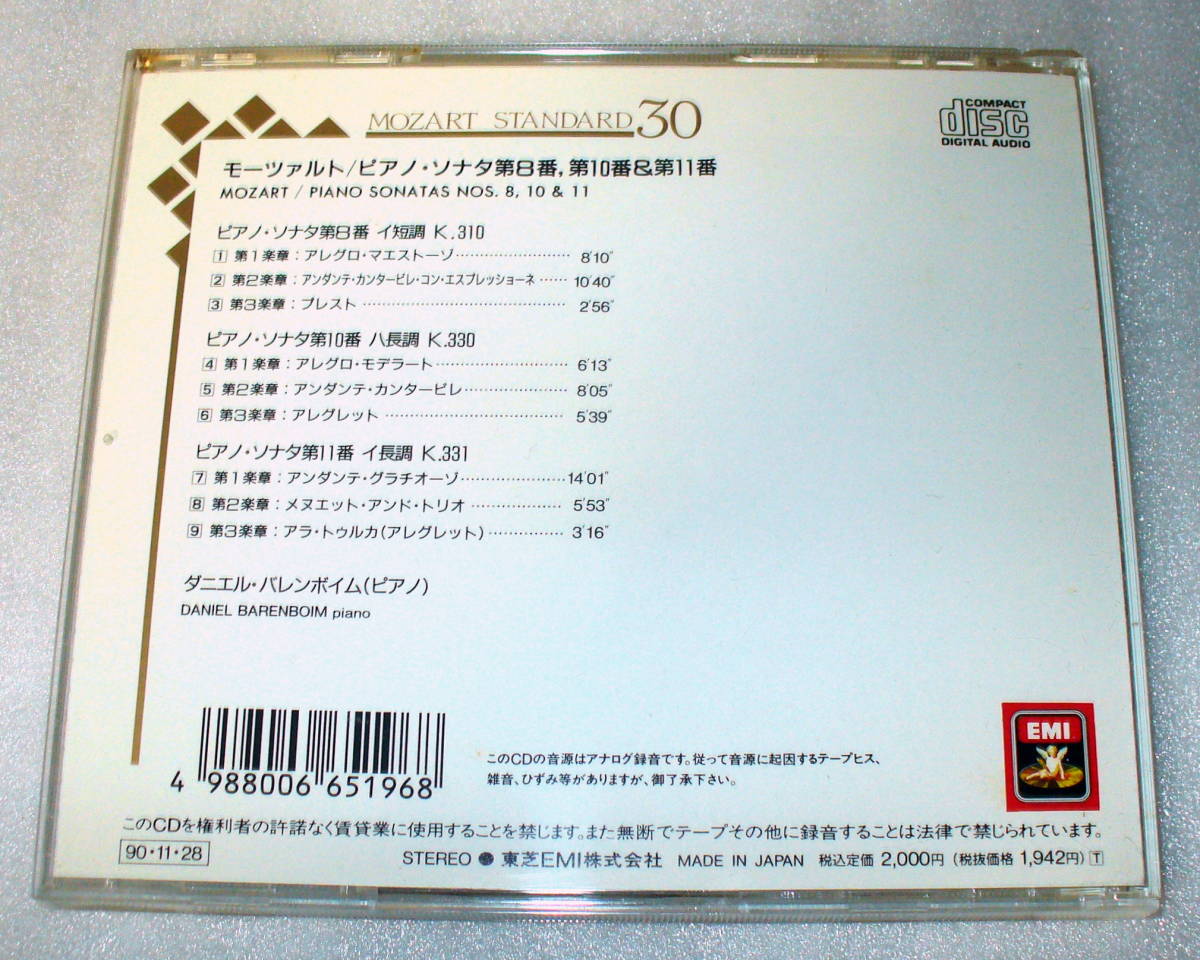 MOZART STANDARD 30
COMPACT
disc
DIGITAL AUDIO
モーツァルト/ピアノ・ソナタ第8番, 第10番&第11番
MOZART / PIANO SONATAS NOS. 8, 10 & 11
ピアノ・ソナタ第8番 イ短調 K.310
1 第1楽章：アレグロ・マエストーゾ 8′10″
2 第2楽章：アンダンテ・カンタービレ・コン・エスプレッショーネ 10′40″
3 第3楽章：プレスト 2′56″
ピアノ・ソナタ第10番 ハ長調 K.330
4 第1楽章：アレグロ・モデラート 6′13″
5 第2楽章：アンダンテ・カンタービレ 8′05″
6 第3楽章：アレグレット 5′39″
ピアノ・ソナタ第11番 イ長調 K.331
7 第1楽章：アンダンテ・グラチオーゾ 14′01″
8 第2楽章：メヌエット・アンド・トリオ 5′53″
9 第3楽章：アラ・トゥルカ(アレグレット) 3′16″
ダニエル・バレンボイム(ピアノ)
DANIEL BARENBOIM piano
EMI
4 988006 651968
このCDの音源はアナログ録音です。従って音源に起因するテープヒス、
雑音、ひずみ等がありますが、御了承下さい。
このCDを権利者の許諾なく賃貸業に使用することを禁じます。また無断でテープその他に録音することは法律で禁じられています。
90・11・28
STEREO ● 東芝EMI株式会社 MADE IN JAPAN 税込定価 2,000円 (税抜価格 1,942円) T